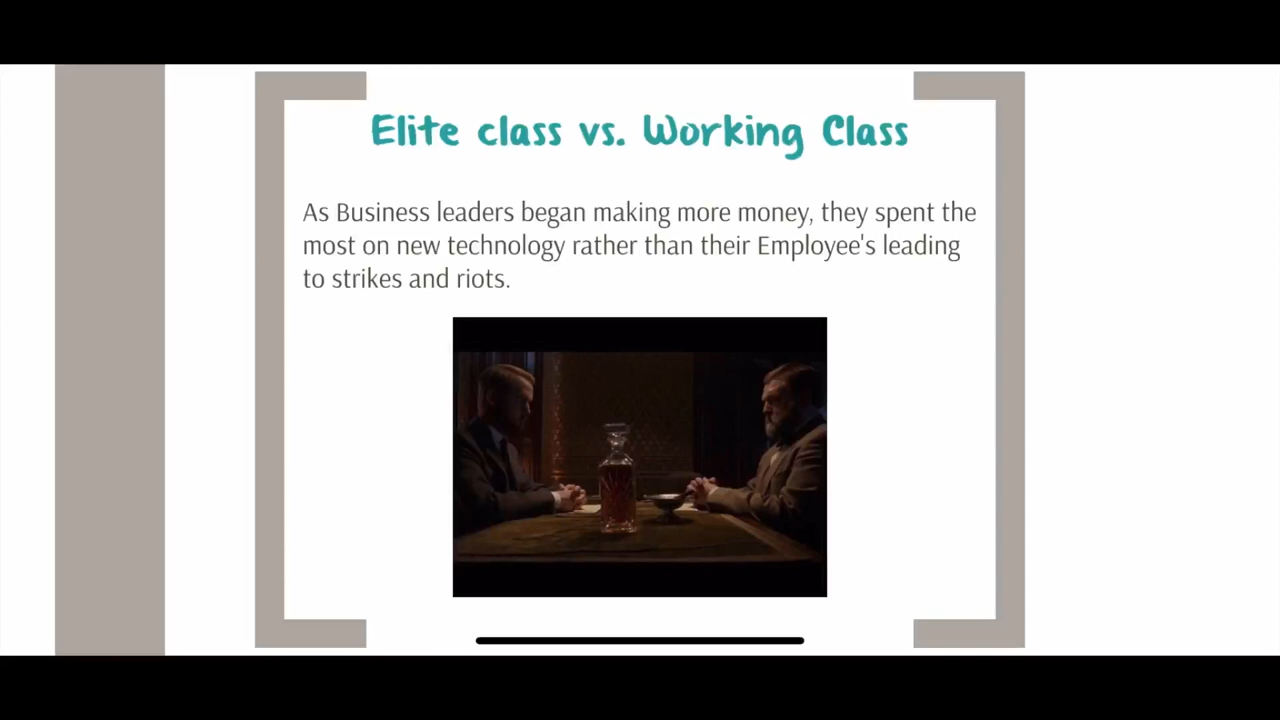 Elite class vs. Working Class
As Business leaders began making more money, they spent the
most on new technology rather than their Employee's leading
to strikes and riots.